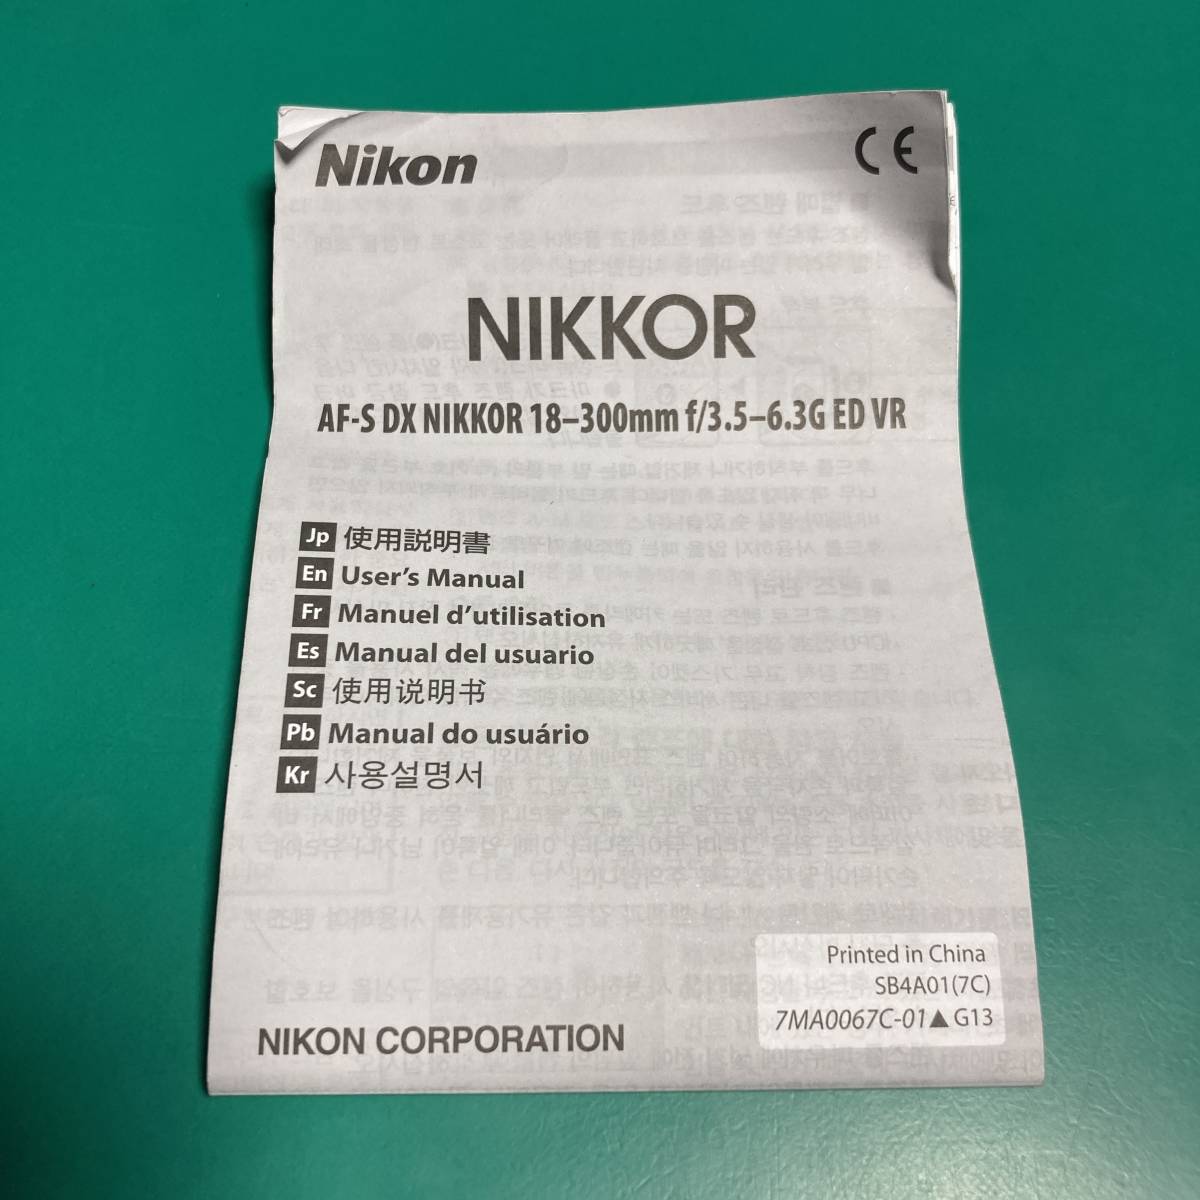 Nikon
CE
NIKKOR
AF-S DX NIKKOR 18–300mm f/3.5–6.3G ED VR
Jp 使用説明書
En User's Manual
Fr Manuel d'utilisation
Es Manual del usuario
Sc 使用说明书
Pb Manual do usuário
Kr 사용설명서
Printed in China
SB4A01(7C)
7MA0067C-01▲ G13
NIKON CORPORATION